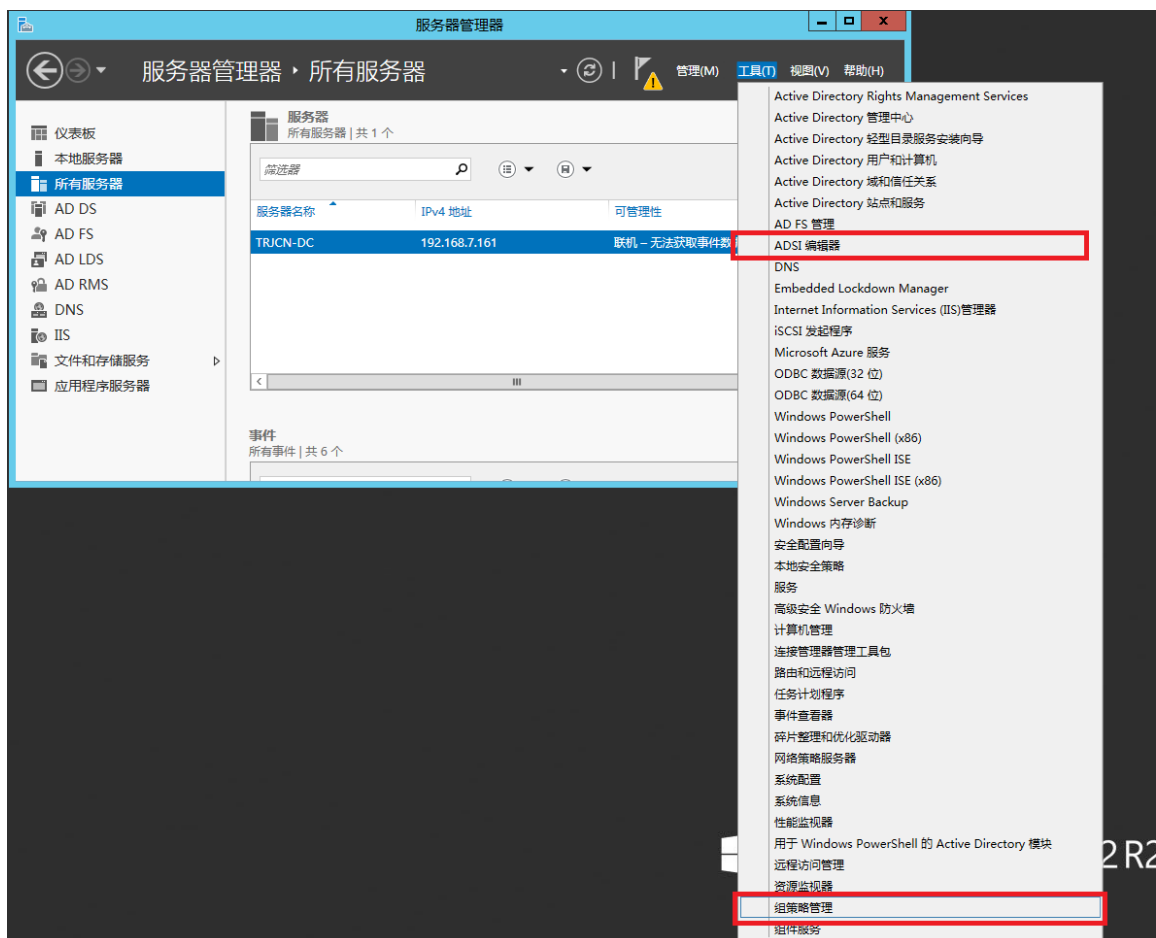 服务器管理器
服务器管理器 · 所有服务器
管理(M) 工具(T) 视图(V) 帮助(H)
仪表板
本地服务器
所有服务器
AD DS
AD FS
AD LDS
AD RMS
DNS
IIS
文件和存储服务
应用程序服务器
服务器
所有服务器 | 共 1 个
筛选器
服务器名称 IPv4 地址 可管理性
TRJCN-DC 192.168.7.161 联机 – 无法获取事件数
事件
所有事件 | 共 6 个
Active Directory Rights Management Services
Active Directory 管理中心
Active Directory 轻型目录服务安装向导
Active Directory 用户和计算机
Active Directory 域和信任关系
Active Directory 站点和服务
AD FS 管理
ADSI 编辑器
DNS
Embedded Lockdown Manager
Internet Information Services (IIS)管理器
iSCSI 发起程序
Microsoft Azure 服务
ODBC 数据源(32 位)
ODBC 数据源(64 位)
Windows PowerShell
Windows PowerShell (x86)
Windows PowerShell ISE
Windows PowerShell ISE (x86)
Windows Server Backup
Windows 内存诊断
安全配置向导
本地安全策略
服务
高级安全 Windows 防火墙
计算机管理
连接管理器管理工具包
路由和远程访问
任务计划程序
事件查看器
碎片整理和优化驱动器
网络策略服务器
系统配置
系统信息
性能监视器
用于 Windows PowerShell 的 Active Directory 模块
远程访问管理
资源监视器
组策略管理
组件服务
2 R2